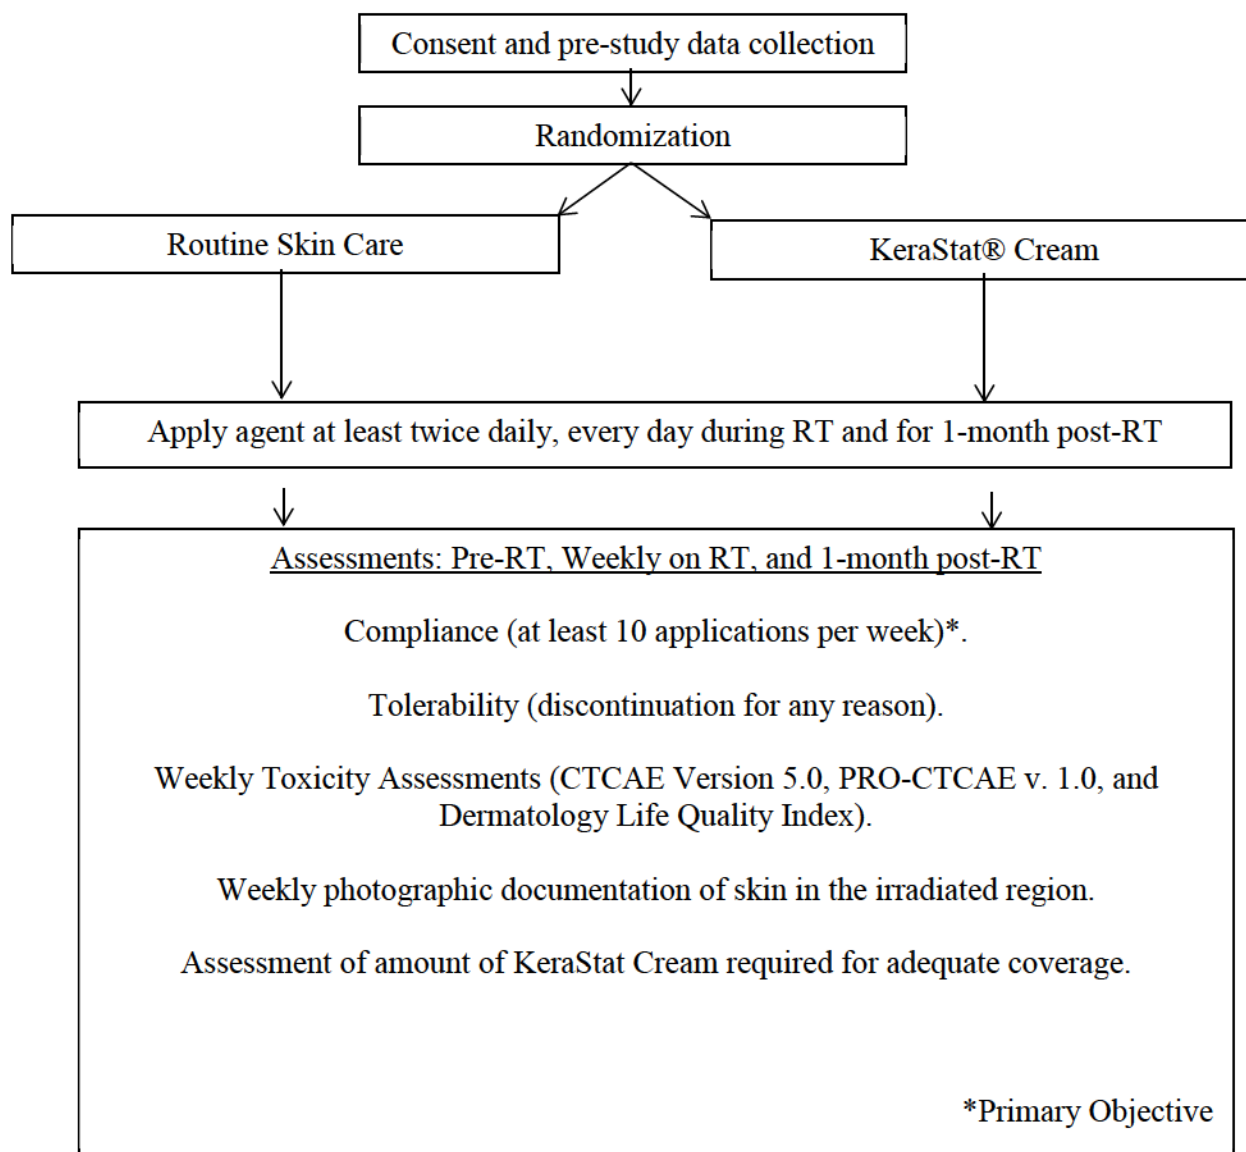 Consent and pre-study data collection
Randomization
Routine Skin Care
KeraStat® Cream
Apply agent at least twice daily, every day during RT and for 1-month post-RT
Assessments: Pre-RT, Weekly on RT, and 1-month post-RT
Compliance (at least 10 applications per week)*.
Tolerability (discontinuation for any reason).
Weekly Toxicity Assessments (CTCAE Version 5.0, PRO-CTCAE v. 1.0, and
Dermatology Life Quality Index).
Weekly photographic documentation of skin in the irradiated region.
Assessment of amount of KeraStat Cream required for adequate coverage.
*Primary Objective